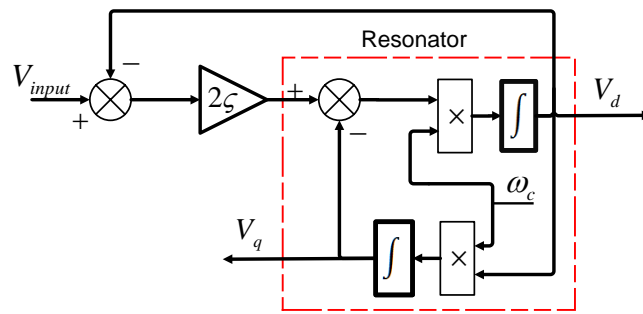 Resonator
−
V_input
+
2ς
+
−
×
∫
V_d
ω_c
V_q
∫
×